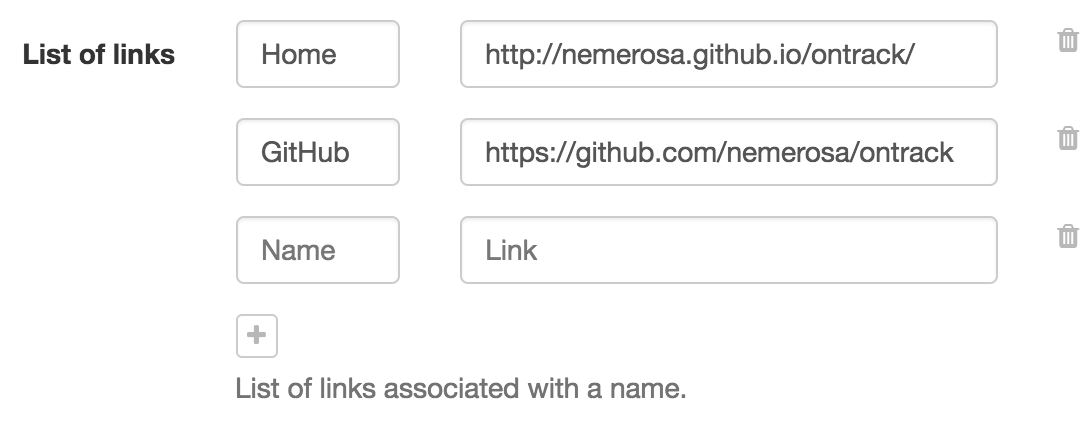 List of links Home http://nemerosa.github.io/ontrack/
GitHub https://github.com/nemerosa/ontrack
Name Link
List of links associated with a name.